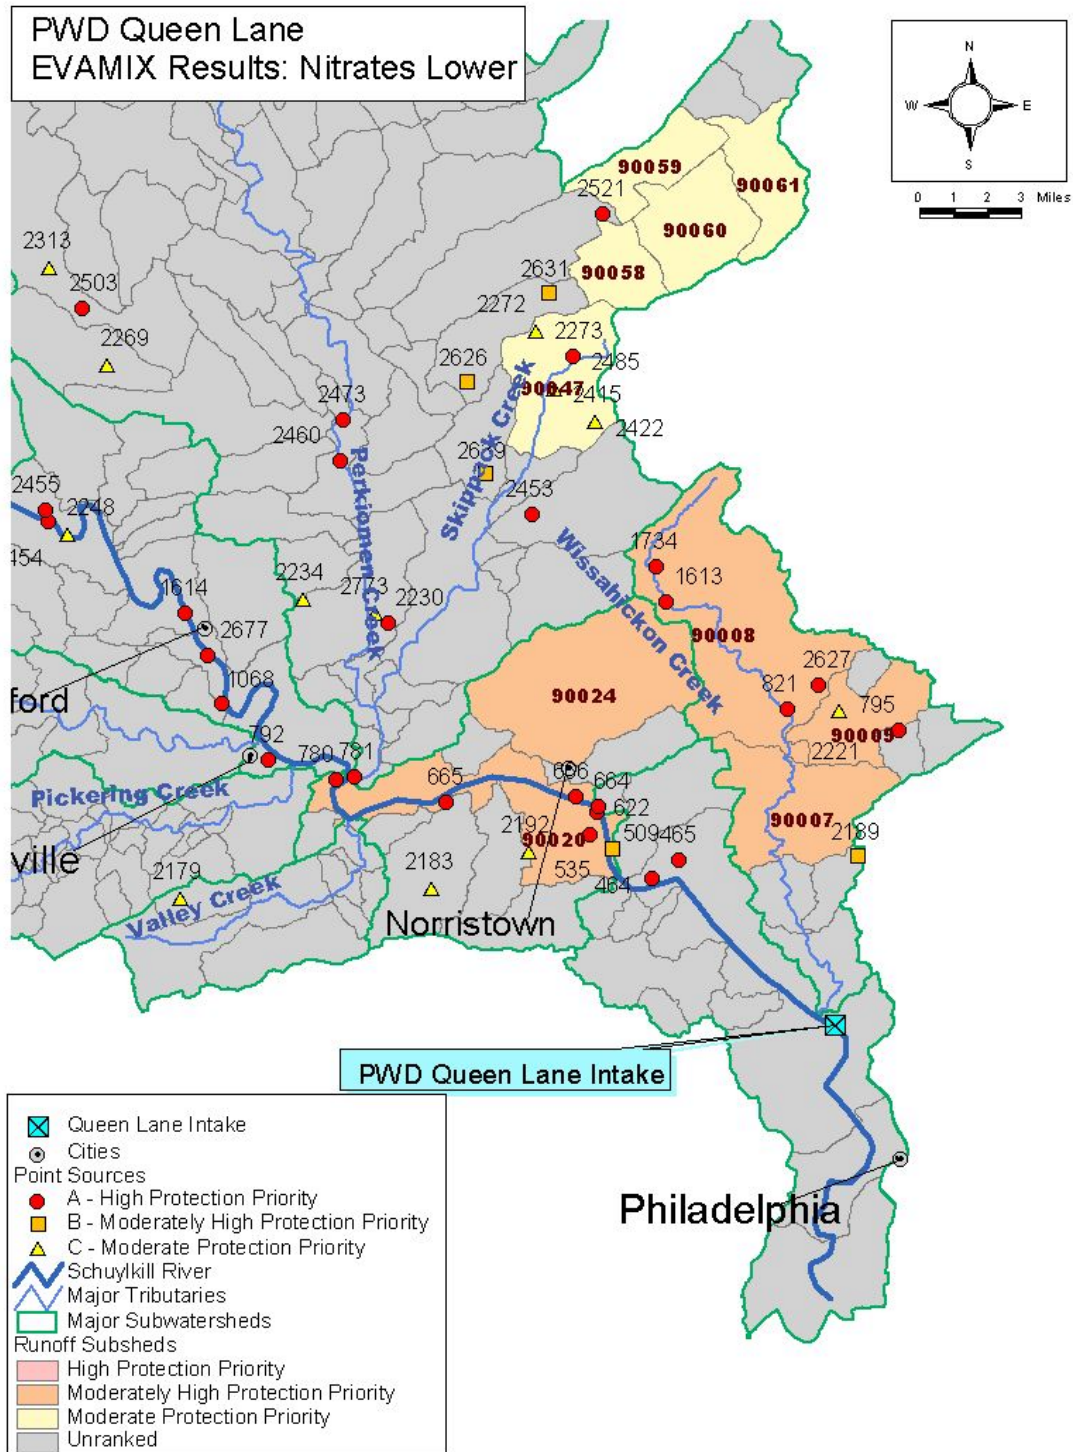 PWD Queen Lane
EVAMIX Results: Nitrates Lower
N
W
E
S
0 1 2 3 Miles
90059
90061
2521
90060
2313
90058
2631
2503
2272
2273
2269
2626
2485
90047
2415
2473
2422
2460
2639
2455
2248
2453
Perkiomen Creek
Skippack Creek
Wissahickon Creek
454
1734
1614
2234
2773
2230
1613
2677
90008
2627
ford
1068
90024
821
795
792
780
781
90009
2221
665
606
664
Pickering Creek
622
90007
2192
90020
509
465
2189
ville
2183
535
464
2179
Valley Creek
Norristown
PWD Queen Lane Intake
Philadelphia
Queen Lane Intake
Cities
Point Sources
A - High Protection Priority
B - Moderately High Protection Priority
C - Moderate Protection Priority
Schuylkill River
Major Tributaries
Major Subwatersheds
Runoff Subsheds
High Protection Priority
Moderately High Protection Priority
Moderate Protection Priority
Unranked